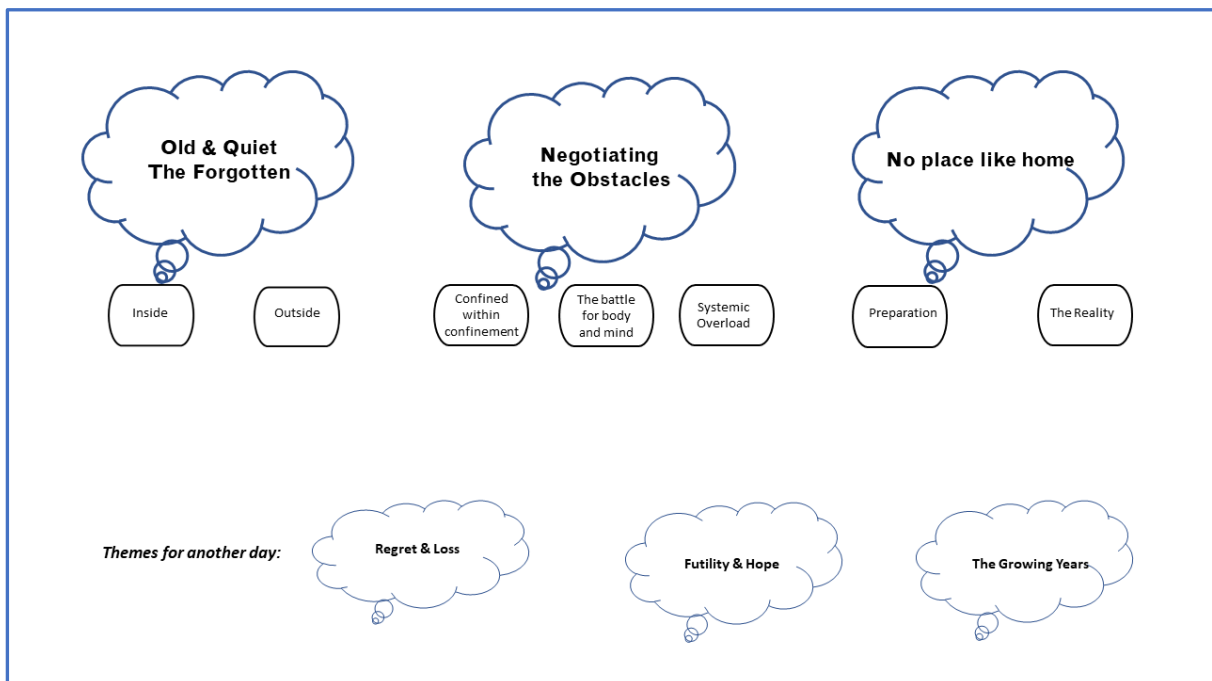 Old & Quiet
The Forgotten
Negotiating
the Obstacles
No place like home
Inside
Outside
Confined
within
confinement
The battle
for body
and mind
Systemic
Overload
Preparation
The Reality
Themes for another day:
Regret & Loss
Futility & Hope
The Growing Years